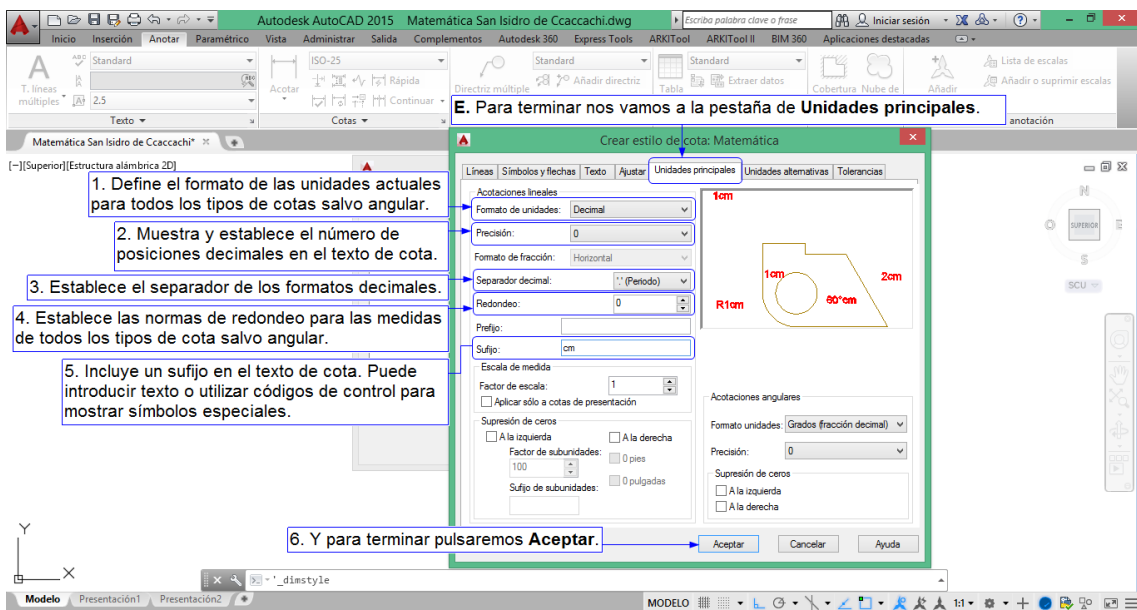 Autodesk AutoCAD 2015 Matemática San Isidro de Ccaccachi.dwg
Escriba palabra clave o frase
Iniciar sesión
Inicio Inserción Anotar Paramétrico Vista Administrar Salida Complementos Autodesk 360 Express Tools ARKITool ARKITool II BIM 360 Aplicaciones destacadas
A
T. líneas
múltiples
ABC
Standard
2.5
Texto
Acotar
ISO-25
Rápida
Continuar
Cotas
Directriz múltiple
Standard
Añadir directriz
Tabla
Standard
Extraer datos
Cobertura Nube de
Añadir
Lista de escalas
Añadir o suprimir escalas
anotación
E. Para terminar nos vamos a la pestaña de Unidades principales.
Matemática San Isidro de Ccaccachi*
[−][Superior][Estructura alámbrica 2D]
Crear estilo de cota: Matemática
Líneas Símbolos y flechas Texto Ajustar Unidades principales Unidades alternativas Tolerancias
1. Define el formato de las unidades actuales
para todos los tipos de cotas salvo angular.
2. Muestra y establece el número de
posiciones decimales en el texto de cota.
3. Establece el separador de los formatos decimales.
4. Establece las normas de redondeo para las medidas
de todos los tipos de cota salvo angular.
5. Incluye un sufijo en el texto de cota. Puede
introducir texto o utilizar códigos de control para
mostrar símbolos especiales.
Acotaciones lineales
Formato de unidades: Decimal
Precisión: 0
Formato de fracción: Horizontal
Separador decimal: '.' (Periodo)
Redondeo: 0
Prefijo:
Sufijo: cm
Escala de medida
Factor de escala: 1
Aplicar sólo a cotas de presentación
Supresión de ceros
A la izquierda
A la derecha
Factor de subunidades:
0 pies
100
0 pulgadas
Sufijo de subunidades:
1cm
1cm
2cm
R1cm
60°cm
Acotaciones angulares
Formato unidades: Grados (fracción decimal)
Precisión: 0
Supresión de ceros
A la izquierda
A la derecha
6. Y para terminar pulsaremos Aceptar.
Aceptar Cancelar Ayuda
N
O
SUPERIOR
E
S
SCU
Y
X
'_dimstyle
Modelo Presentación1 Presentación2
MODELO
1:1